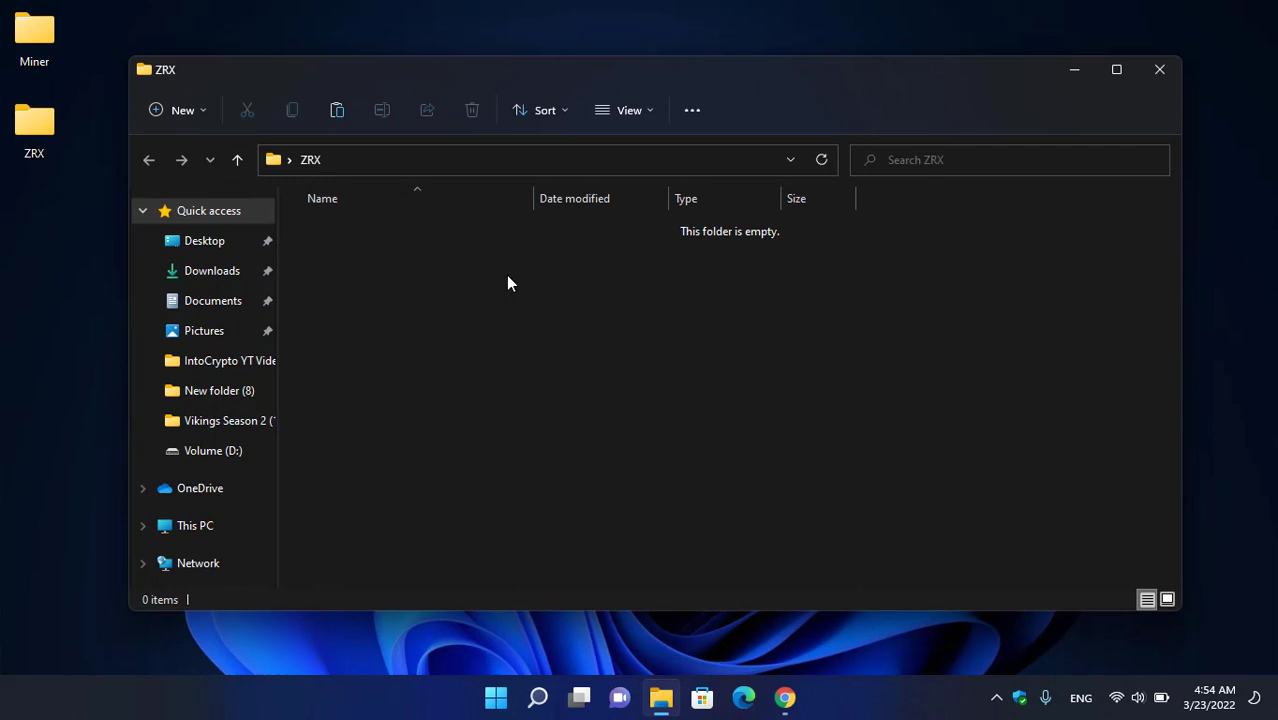 Miner
ZRX
ZRX
New
Sort
View
ZRX
Search ZRX
Name
Date modified
Type
Size
This folder is empty.
Quick access
Desktop
Downloads
Documents
Pictures
IntoCrypto YT Vide
New folder (8)
Vikings Season 2 (
Volume (D:)
OneDrive
This PC
Network
0 items
ENG
4:54 AM
3/23/2022